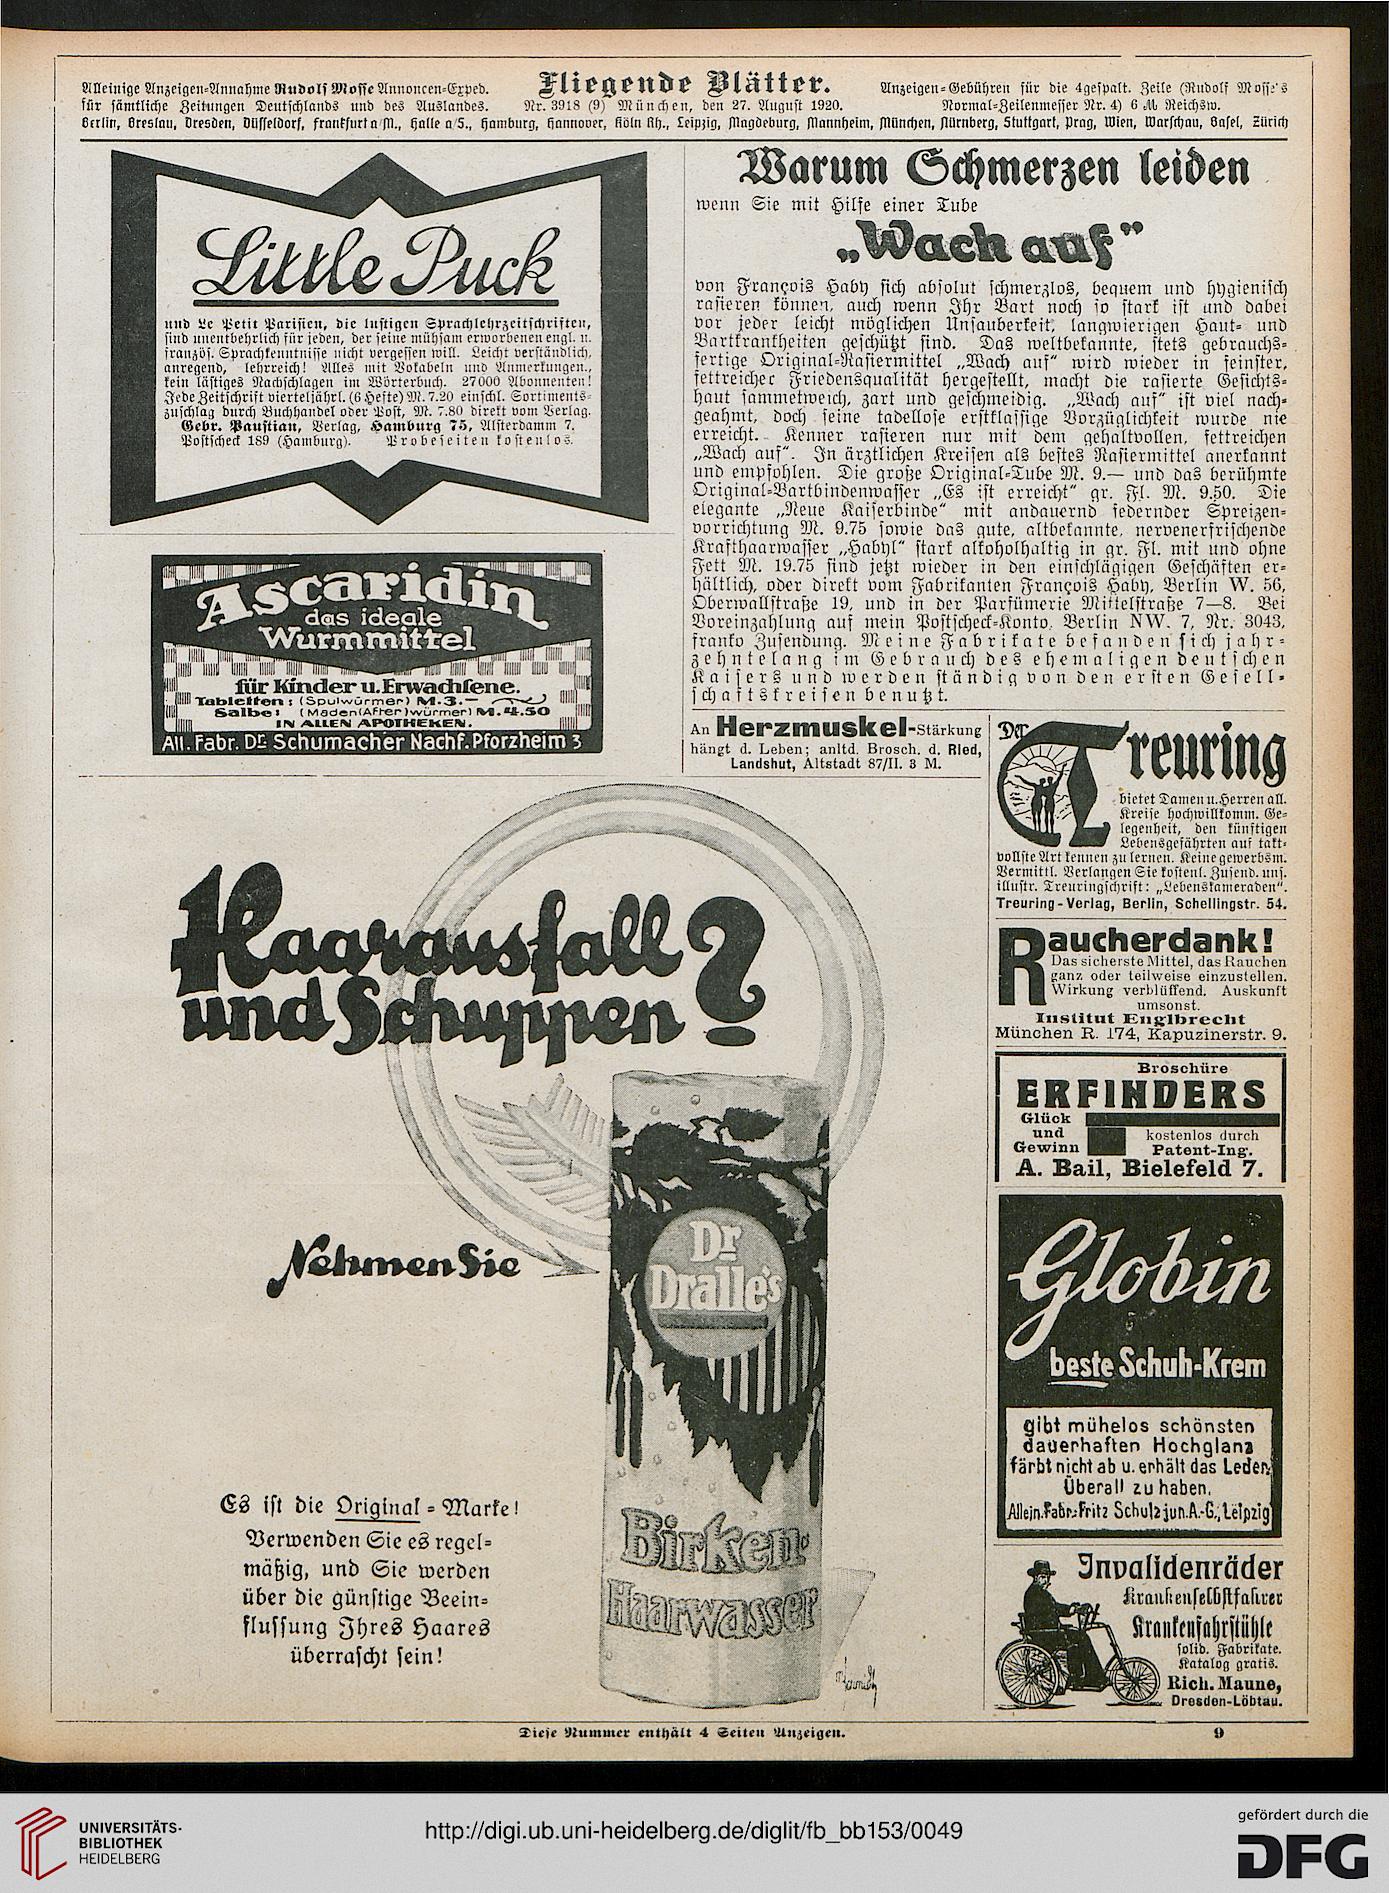 Alleinige Anzeigen-Annahme Rudolf Mosse Annoncen-Exped.
für sämtliche Zeitungen Deutschlands und des Auslandes.
Fliegende Blätter.
Nr. 3918 (9) München, den 27. August 1920.
Anzeigen-Gebühren für die 4gespalt. Zeile (Rudolf Mosse's
Normal-Zeilenmesser Nr. 4) 6 ℳ Reichsw.
Berlin, Breslau, Dresden, Düsseldorf, Frankfurt a/M., Halle a/S., Hamburg, Hannover, Köln Rh., Leipzig, Magdeburg, Mannheim, München, Nürnberg, Stuttgart, Prag, Wien, Warschau, Basel, Zürich
Little Puck
und Le Petit Parisien, die lustigen Sprachlehrzeitschriften,
sind unentbehrlich für jeden, der seine mühsam erworbenen engl. u.
französ. Sprachkenntnisse nicht vergessen will. Leicht verständlich,
anregend, lehrreich! Alles mit Vokabeln und Anmerkungen.,
kein lästiges Nachschlagen im Wörterbuch. 27000 Abonnenten!
Jede Zeitschrift vierteljährl. (6 Hefte) M. 7.20 einschl. Sortiments-
zuschlag durch Buchhandel oder Post, M. 7.80 direkt vom Verlag.
Gebr. Paustian, Verlag, Hamburg 75, Alsterdamm 7.
Postscheck 189 (Hamburg). Probeseiten kostenlos.
Ascaridin
das ideale
Wurmmittel
für Kinder u. Erwachsene.
Tabletten: (Spulwürmer) M. 3.—
Salbe: (Maden(After)würmer) M. 4.50
IN ALLEN APOTHEKEN.
All. Fabr. Dr. Schumacher Nachf. Pforzheim 3
Warum Schmerzen leiden
wenn Sie mit Hilfe einer Tube
„Wach auf”
von François Haby sich absolut schmerzlos, bequem und hygienisch
rasieren können, auch wenn Ihr Bart noch so stark ist und dabei
vor jeder leicht möglichen Unsauberkeit, langwierigen Haut- und
Bartkrankheiten geschützt sind. Das weltbekannte, stets gebrauchs-
fertige Original-Rasiermittel „Wach auf“ wird wieder in feinster,
fettreicher Friedensqualität hergestellt, macht die rasierte Gesichts-
haut sammetweich, zart und geschmeidig. „Wach auf“ ist viel nach-
geahmt, doch seine tadellose erstklassige Vorzüglichkeit wurde nie
erreicht. Kenner rasieren nur mit dem gehaltvollen, fettreichen
„Wach auf“. In ärztlichen Kreisen als bestes Rasiermittel anerkannt
und empfohlen. Die große Original-Tube M. 9.— und das berühmte
Original-Bartbindenwasser „Es ist erreicht“ gr. Fl. M. 9.50. Die
elegante „Neue Kaiserbinde“ mit andauernd federnder Spreizen-
vorrichtung M. 9.75 sowie das gute, altbekannte, nervenerfrischende
Krafthaarwasser „Habyl“ stark alkoholhaltig in gr. Fl. mit und ohne
Fett M. 19.75 sind jetzt wieder in den einschlägigen Geschäften er-
hältlich, oder direkt vom Fabrikanten François Haby, Berlin W. 56,
Oberwallstraße 19, und in der Parfümerie Mittelstraße 7—8. Bei
Voreinzahlung auf mein Postscheck-Konto, Berlin NW. 7, Nr. 3043,
franko Zusendung. Meine Fabrikate befanden sich jahr-
zehntelang im Gebrauch des ehemaligen deutschen
Kaisers und werden ständig von den ersten Gesell-
schaftskreisen benutzt.
An Herzmuskel-Stärkung
hängt d. Leben; anltd. Brosch. d. Ried,
Landshut, Altstadt 87/II. 3 M.
Der Treuring
bietet Damen u. Herren all.
Kreise hochwillkomm. Ge-
legenheit, den künftigen
Lebensgefährten auf takt-
vollste Art kennen zu lernen. Keine gewerbsm.
Vermittl. Verlangen Sie kostenl. Zusend. uns.
illustr. Treuringschrift: „Lebenskameraden“.
Treuring-Verlag, Berlin, Schellingstr. 54.
Raucherdank!
Das sicherste Mittel, das Rauchen
ganz oder teilweise einzustellen.
Wirkung verblüffend. Auskunft
umsonst.
Institut Englbrecht
München R. 174, Kapuzinerstr. 9.
Broschüre
ERFINDERS
Glück
und
Gewinn
kostenlos durch
Patent-Ing.
A. Bail, Bielefeld 7.
Globin
beste Schuh-Krem
gibt mühelos schönsten
dauerhaften Hochglanz
färbt nicht ab u. erhält das Leder.
Überall zu haben.
Allein. Fabr.: Fritz Schulz jun. A.-G., Leipzig
Invalidenräder
Krankenselbstfahrer
Krankenfahrstühle
solid. Fabrikate.
Katalog gratis.
Rich. Maune,
Dresden-Löbtau.
Haarausfall
und Schuppen?
Nehmen Sie
Dr
Dralle's
Birken-
Haarwasser
Es ist die Original-Marke!
Verwenden Sie es regel-
mäßig, und Sie werden
über die günstige Beein-
flussung Ihres Haares
überrascht sein!
Diese Nummer enthält 4 Seiten Anzeigen.
9
UNIVERSITÄTS-
BIBLIOTHEK
HEIDELBERG
http://digi.ub.uni-heidelberg.de/diglit/fb_bb153/0049
gefördert durch die
DFG